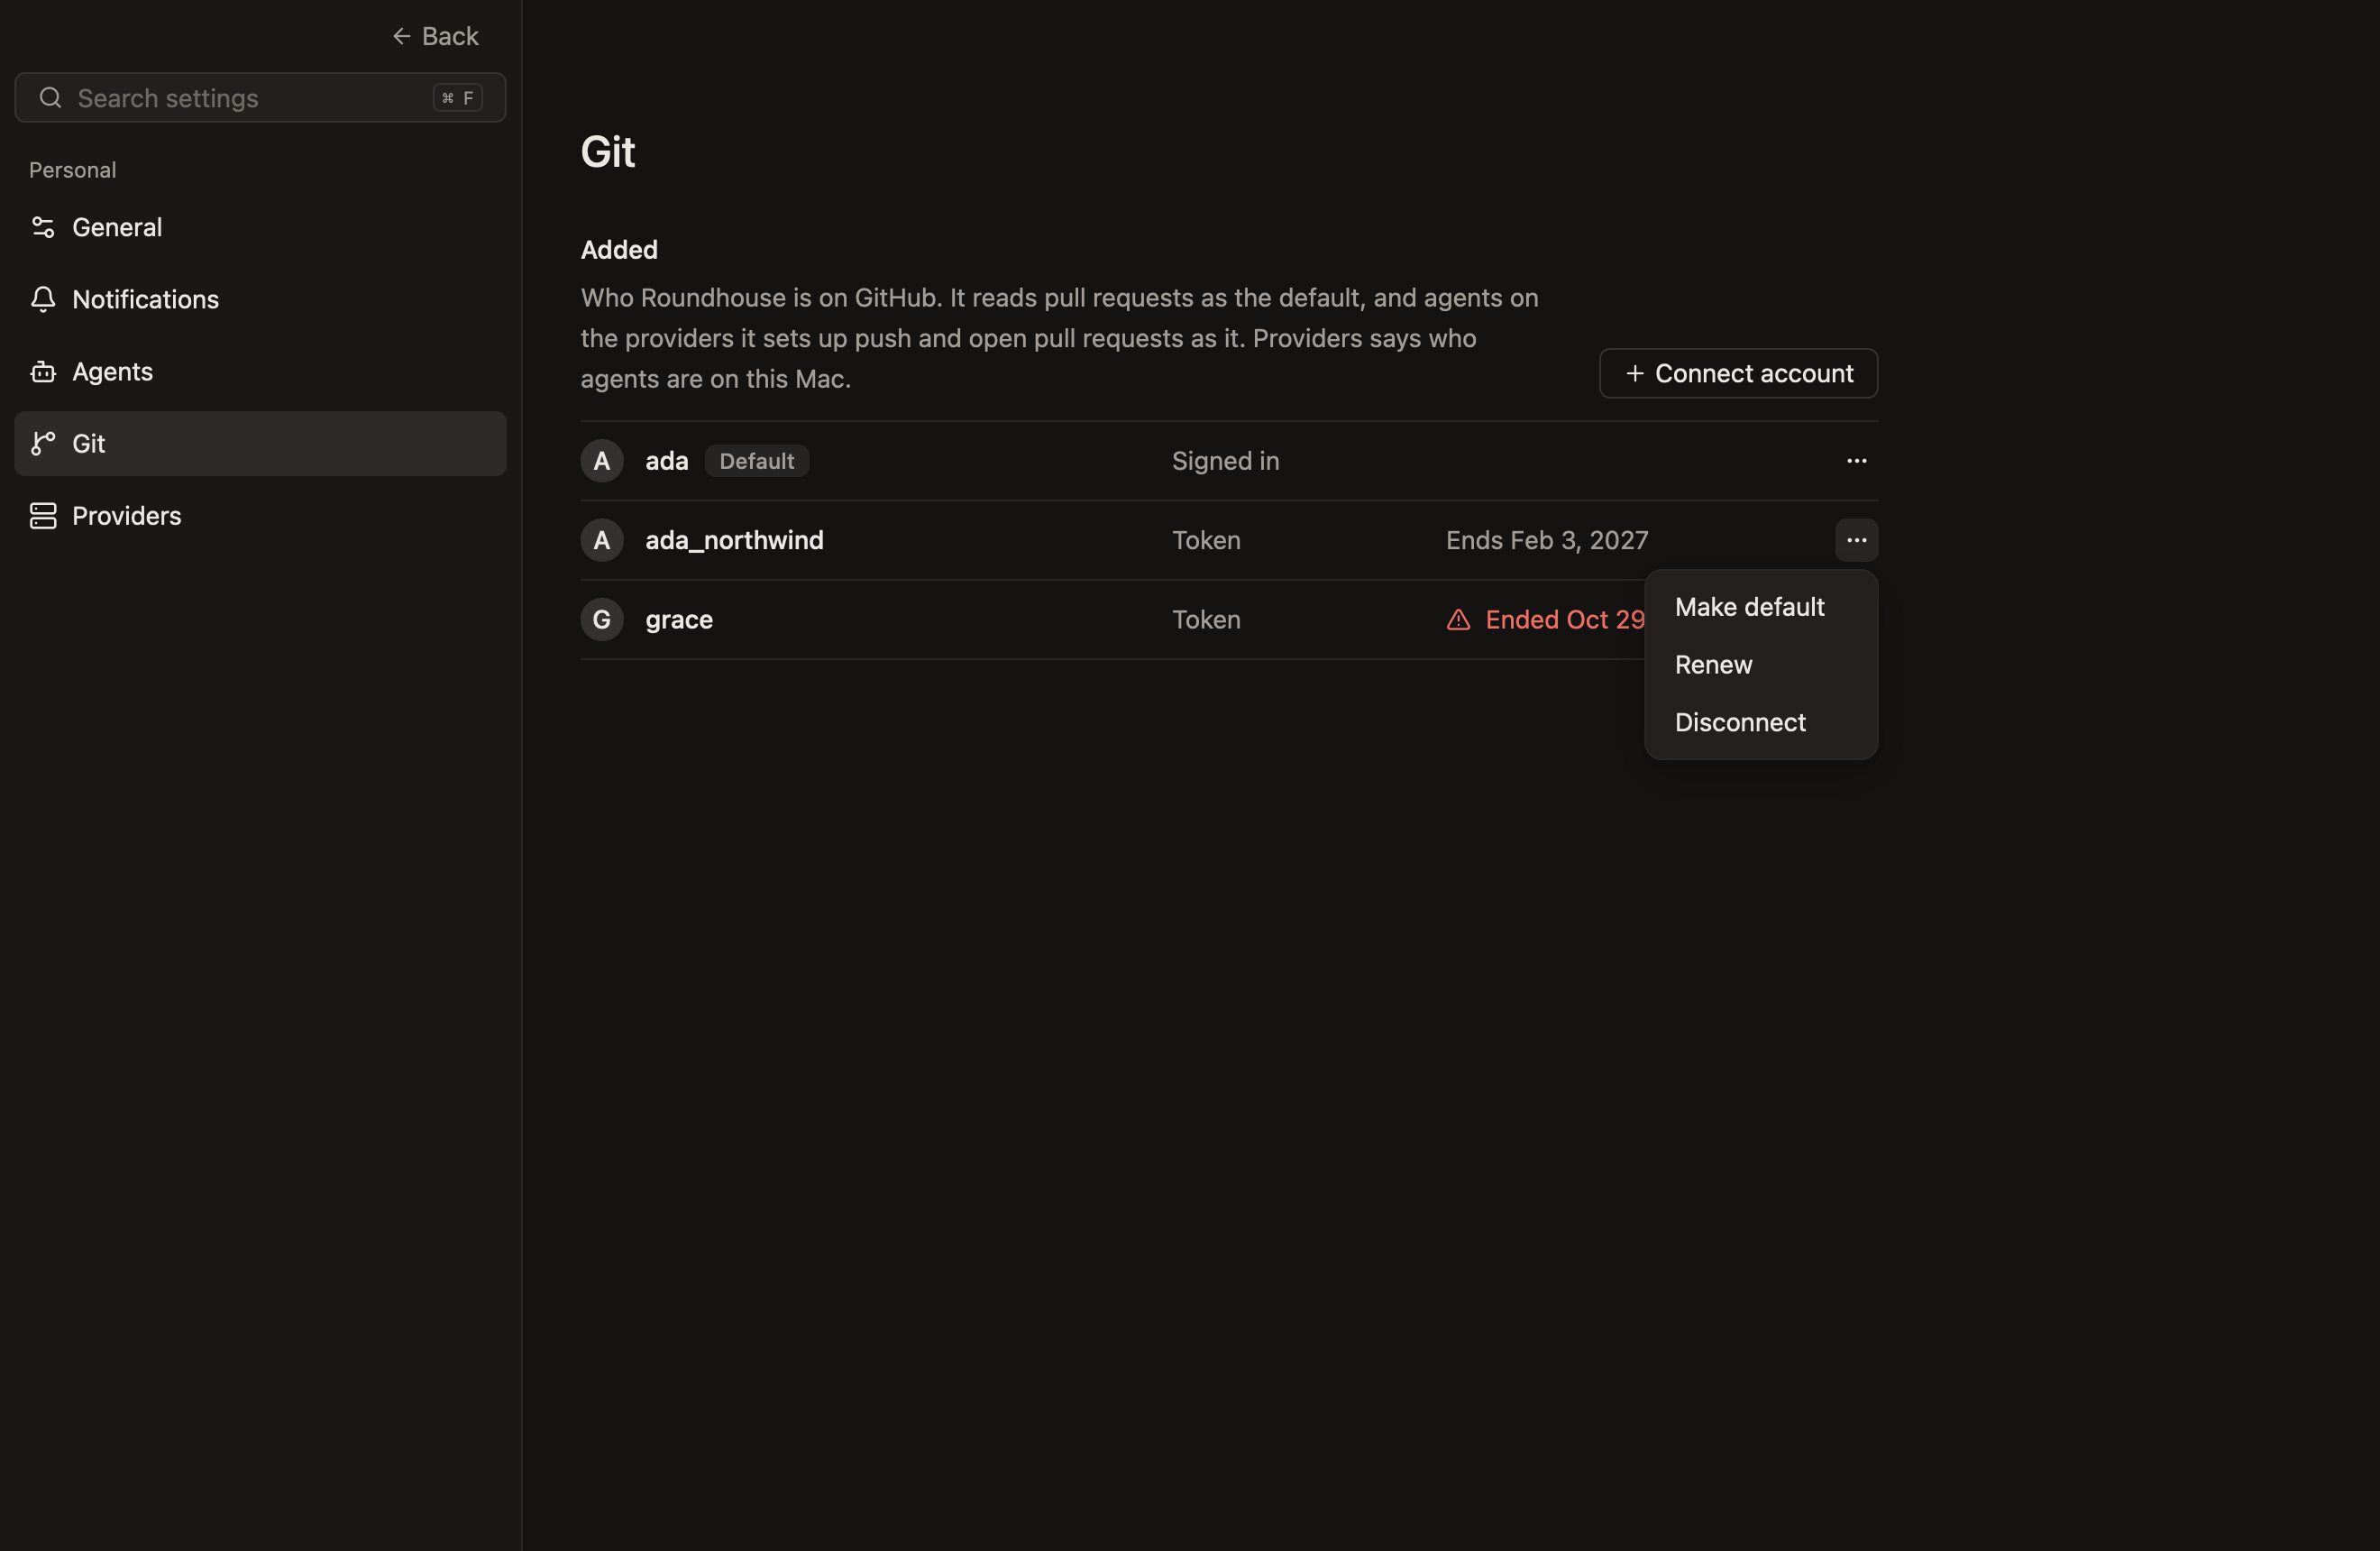 Back
Search settings
⌘ F
Personal
General
Notifications
Agents
Git
Providers
Git
Added
Who Roundhouse is on GitHub. It reads pull requests as the default, and agents on
the providers it sets up push and open pull requests as it. Providers says who
agents are on this Mac.
+ Connect account
A ada Default Signed in ...
A ada_northwind Token Ends Feb 3, 2027 ...
G grace Token Ended Oct 29
Make default
Renew
Disconnect